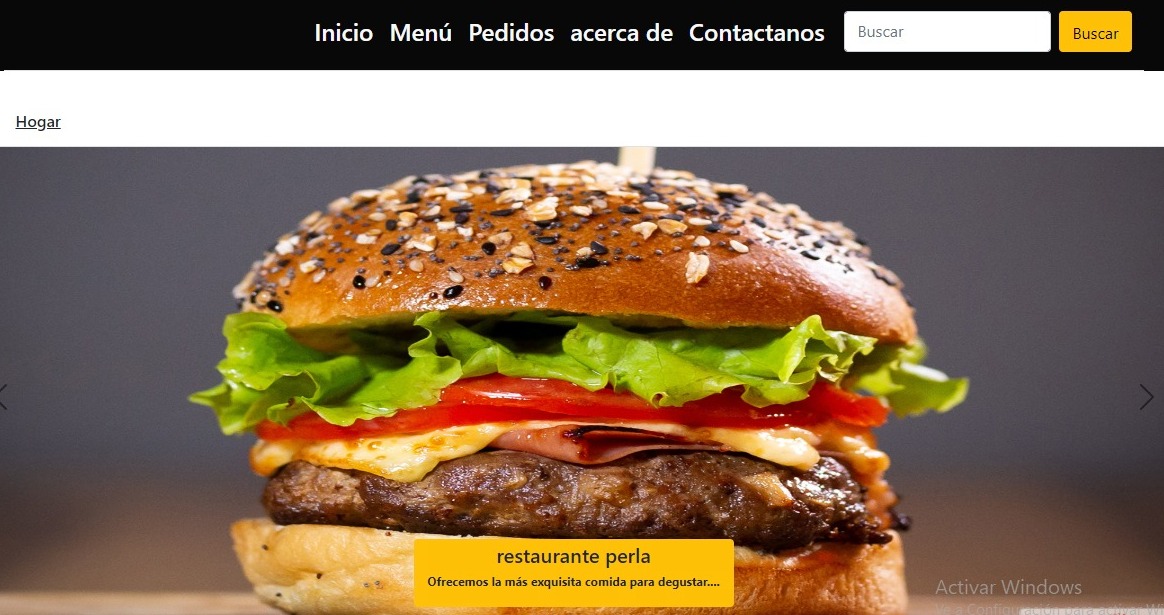 Inicio Menú Pedidos acerca de Contactanos Buscar Buscar
Hogar
restaurante perla
Ofrecemos la más exquisita comida para degustar....
Activar Windows
Ve a Configuración para activar Wi